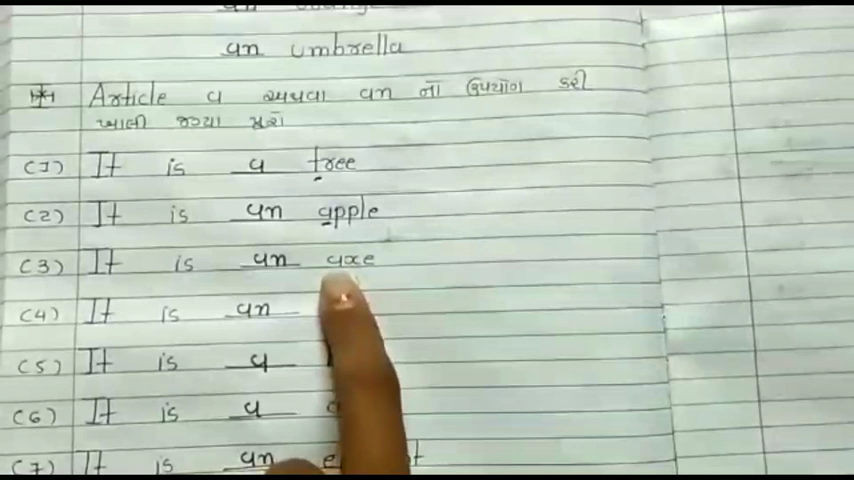 an umbrella
* Article a અથવા an નો ઉપયોગ કરી
ખાલી જગ્યા ભરો
(1) It is a tree
(2) It is an apple
(3) It is an axe
(4) It is an
(5) It is a
(6) It is a
(7) It is an